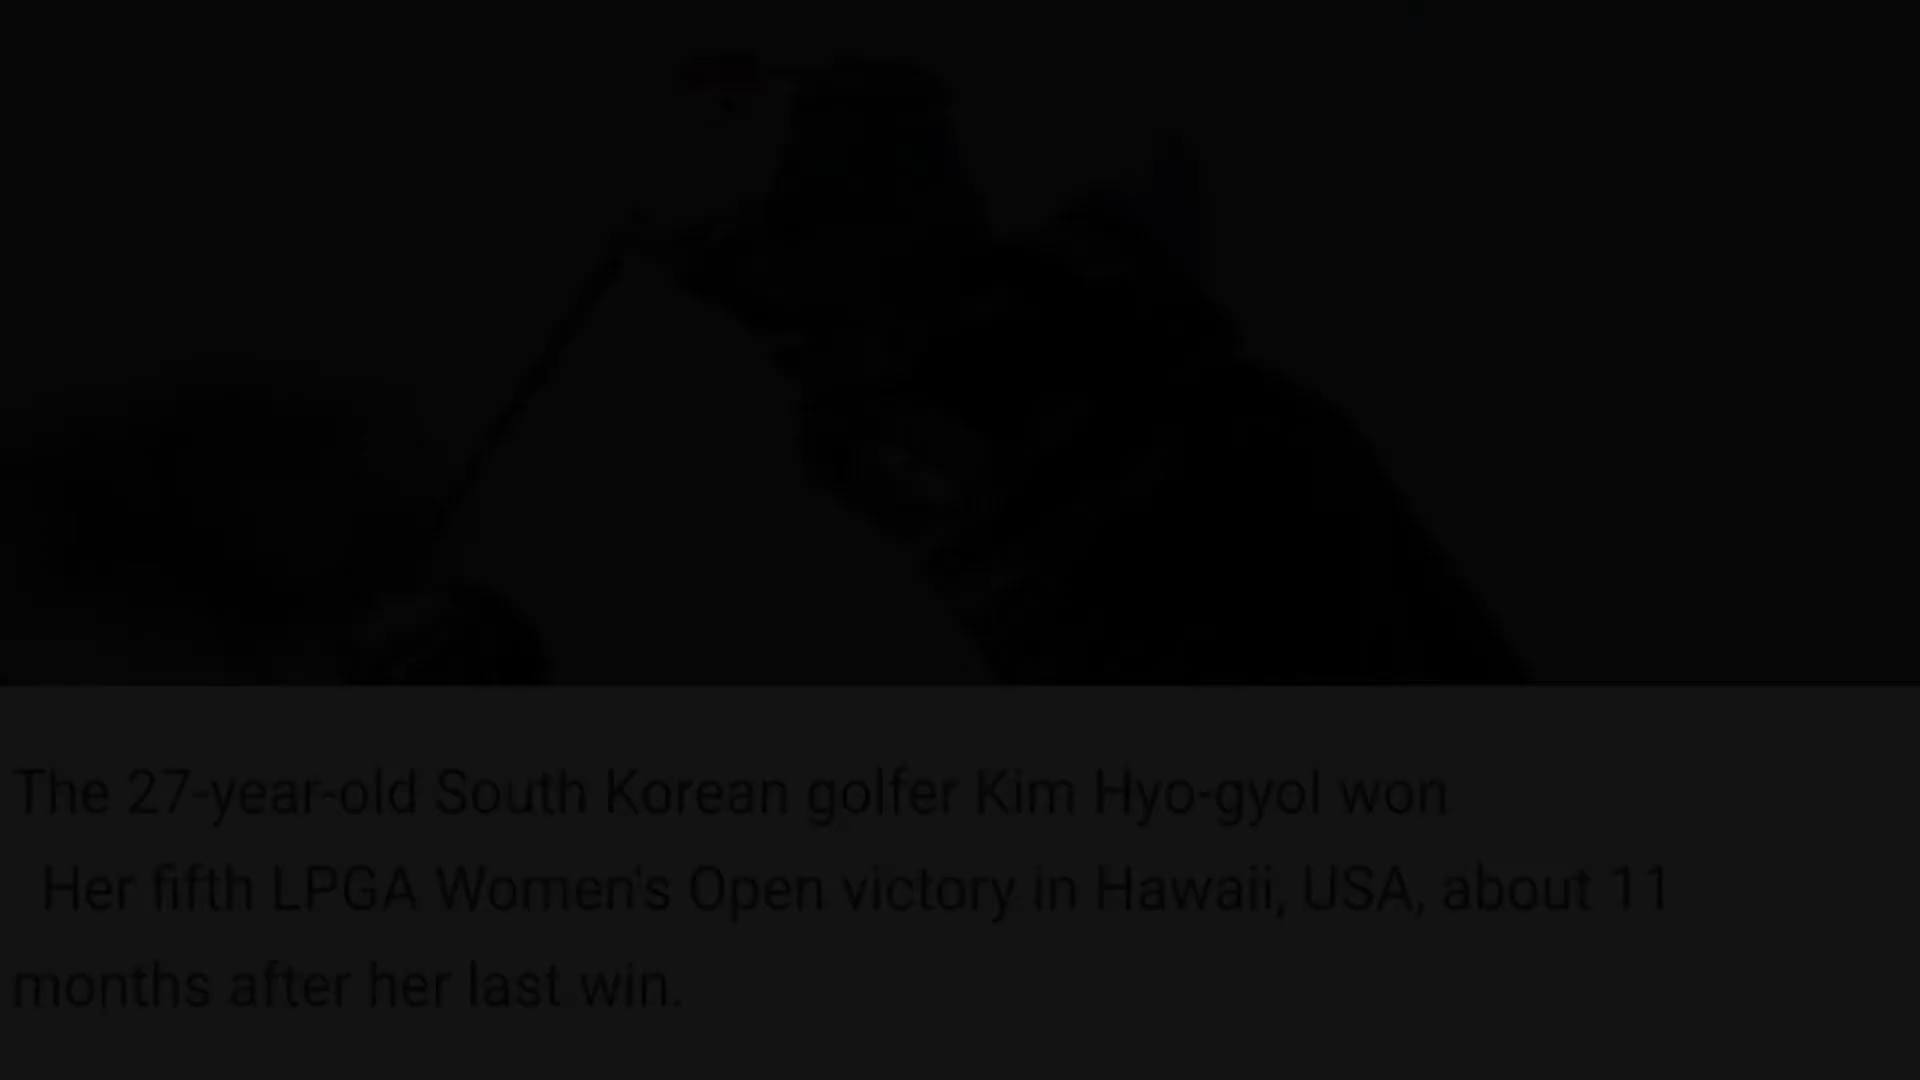 The 27-year-old South Korean golfer Kim Hyo-gyol won
Her fifth LPGA Women's Open victory in Hawaii, USA, about 11
months after her last win.